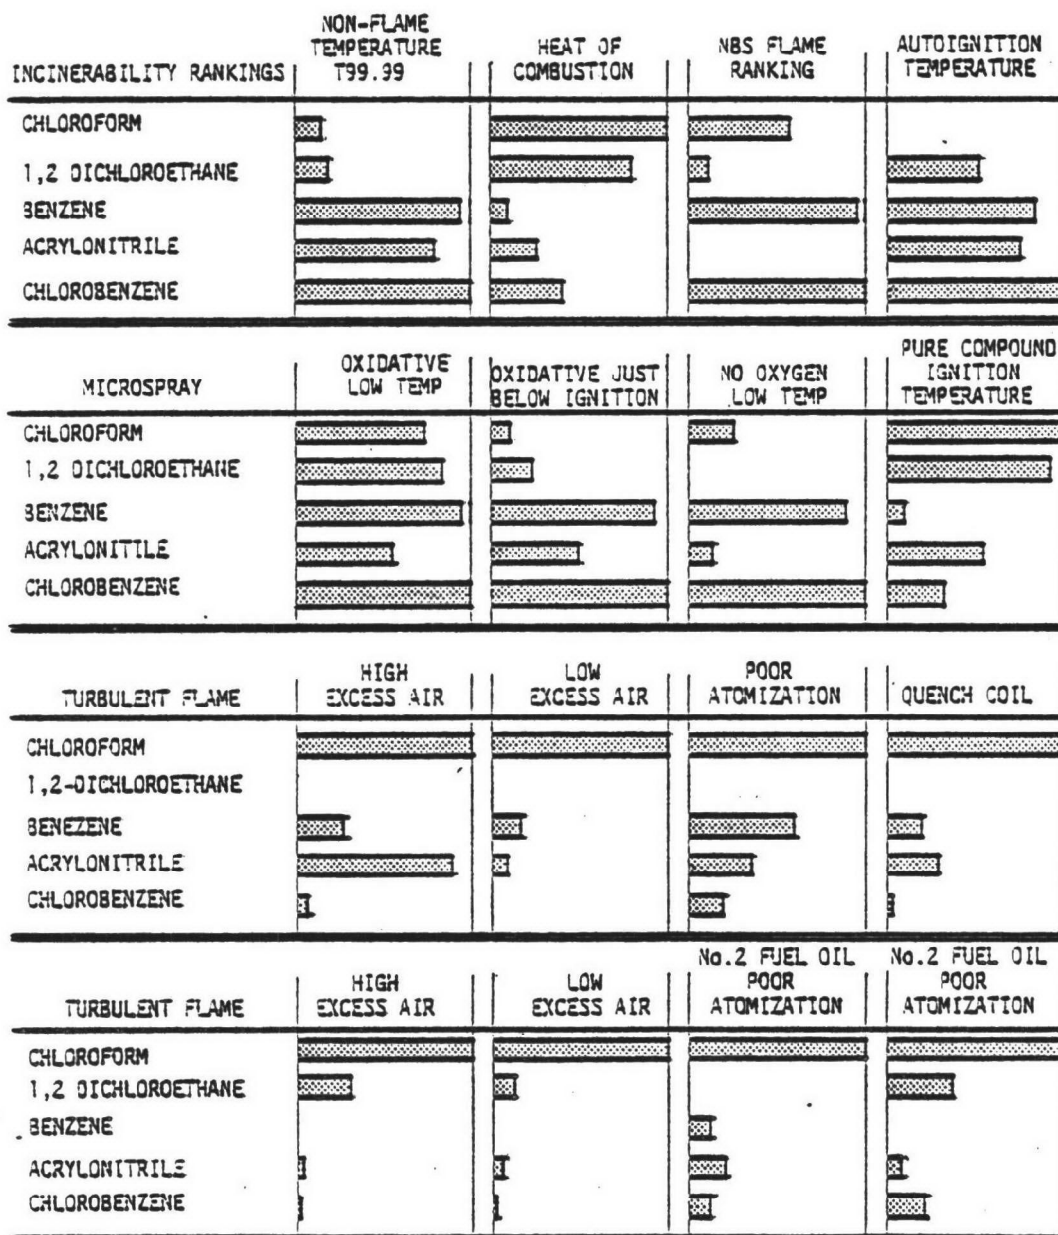 NON-FLAME
TEMPERATURE
T99.99
HEAT OF
COMBUSTION
NBS FLAME
RANKING
AUTOIGNITION
TEMPERATURE
INCINERABILITY RANKINGS
CHLOROFORM
1,2 DICHLOROETHANE
BENZENE
ACRYLONITRILE
CHLOROBENZENE
MICROSPRAY
OXIDATIVE
LOW TEMP
OXIDATIVE JUST
BELOW IGNITION
NO OXYGEN
LOW TEMP
PURE COMPOUND
IGNITION
TEMPERATURE
CHLOROFORM
1,2 DICHLOROETHANE
BENZENE
ACRYLONITILE
CHLOROBENZENE
TURBULENT FLAME
HIGH
EXCESS AIR
LOW
EXCESS AIR
POOR
ATOMIZATION
QUENCH COIL
CHLOROFORM
1,2-DICHLOROETHANE
BENEZENE
ACRYLONITRILE
CHLOROBENZENE
TURBULENT FLAME
HIGH
EXCESS AIR
LOW
EXCESS AIR
No.2 FUEL OIL
POOR
ATOMIZATION
No.2 FUEL OIL
POOR
ATOMIZATION
CHLOROFORM
1,2 DICHLOROETHANE
BENZENE
ACRYLONITRILE
CHLOROBENZENE